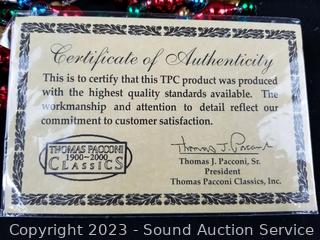 Certificate of Authenticity
This is to certify that this TPC product was produced
with the highest quality standards available. The
workmanship and attention to detail reflect our
commitment to customer satisfaction.
THOMAS PACCONI
1900~2000
CLASSICS
Thomas J. Pacconi
Thomas J. Pacconi, Sr.
President
Thomas Pacconi Classics, Inc.
Copyright 2023 - Sound Auction Service